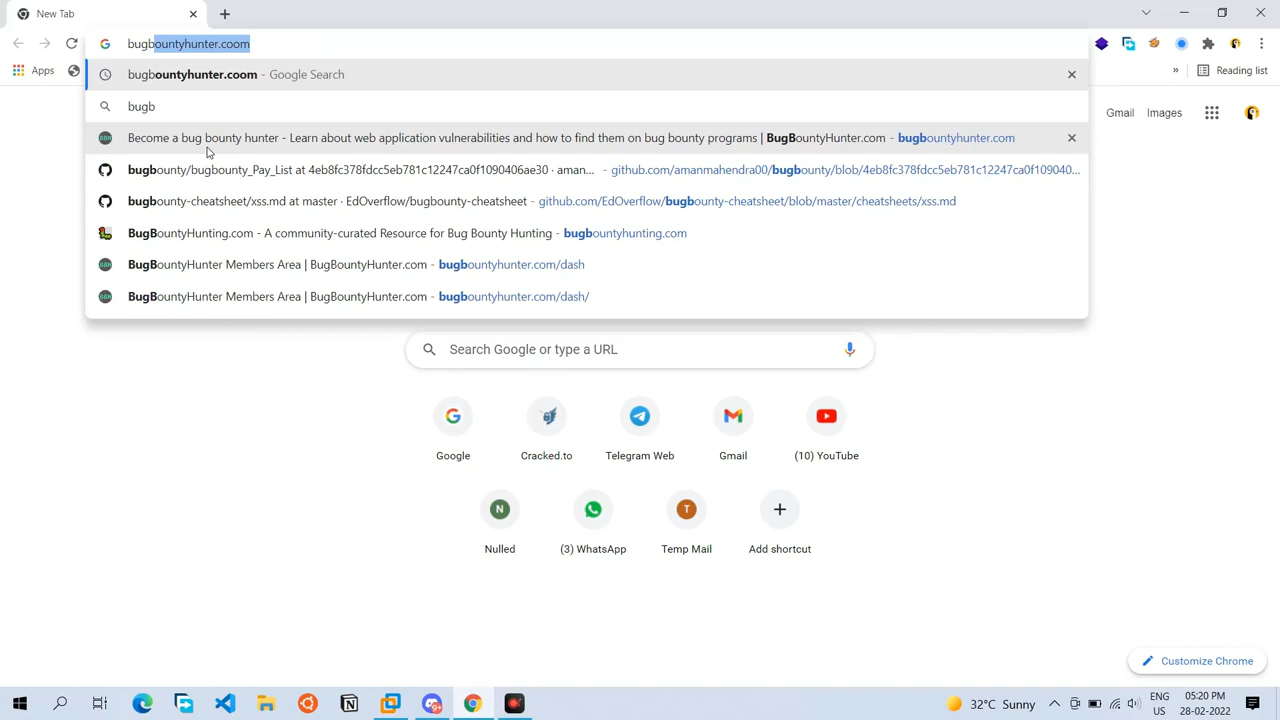 New Tab
bugbountyhunter.coom
Apps
Reading list
bugbountyhunter.coom - Google Search
bugb
Become a bug bounty hunter - Learn about web application vulnerabilities and how to find them on bug bounty programs | BugBountyHunter.com - bugbountyhunter.com
bugbounty/bugbounty_Pay_List at 4eb8fc378fdcc5eb781c12247ca0f1090406ae30 · aman... - github.com/amanmahendra00/bugbounty/blob/4eb8fc378fdcc5eb781c12247ca0f109040...
bugbounty-cheatsheet/xss.md at master · EdOverflow/bugbounty-cheatsheet - github.com/EdOverflow/bugbounty-cheatsheet/blob/master/cheatsheets/xss.md
BugBountyHunting.com - A community-curated Resource for Bug Bounty Hunting - bugbountyhunting.com
BugBountyHunter Members Area | BugBountyHunter.com - bugbountyhunter.com/dash
BugBountyHunter Members Area | BugBountyHunter.com - bugbountyhunter.com/dash/
Gmail Images
Search Google or type a URL
Google Cracked.to Telegram Web Gmail (10) YouTube
N T
Nulled (3) WhatsApp Temp Mail Add shortcut
Customize Chrome
32°C Sunny
ENG
US
05:20 PM
28-02-2022